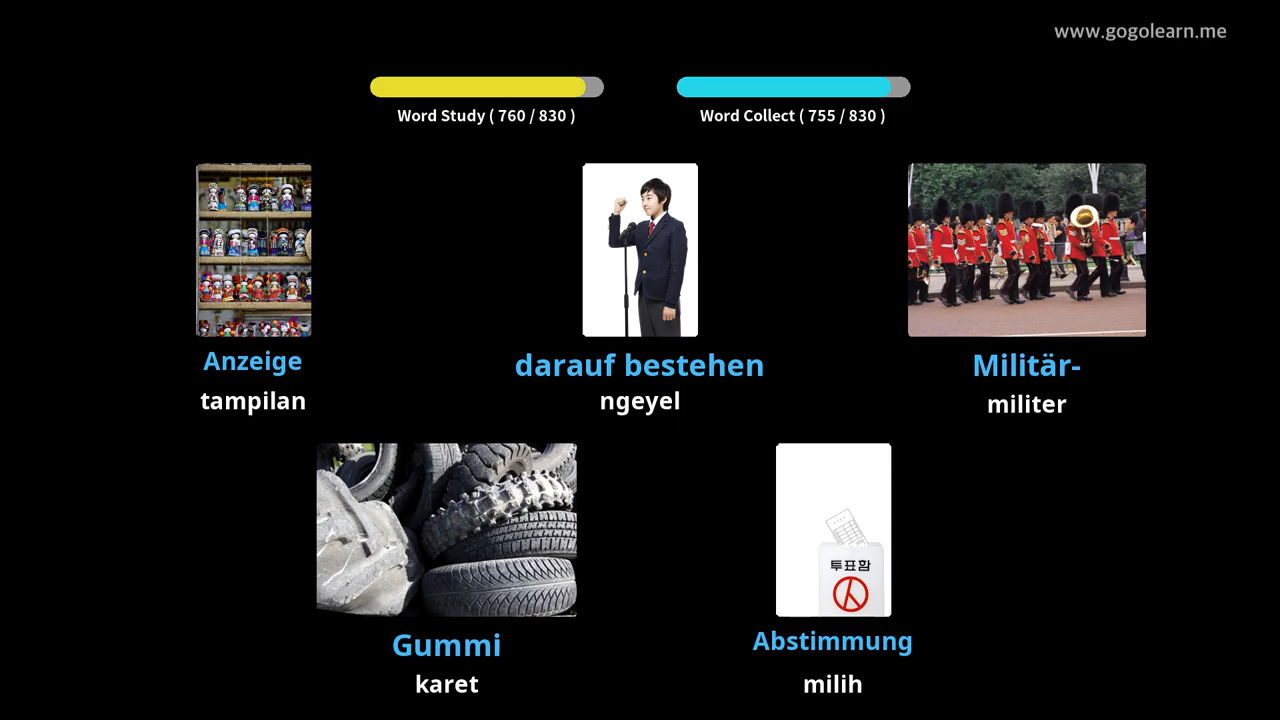 www.gogolearn.me
Word Study ( 760 / 830 )
Word Collect ( 755 / 830 )
Anzeige
tampilan
darauf bestehen
ngeyel
Militär-
militer
투표함
Gummi
karet
Abstimmung
milih